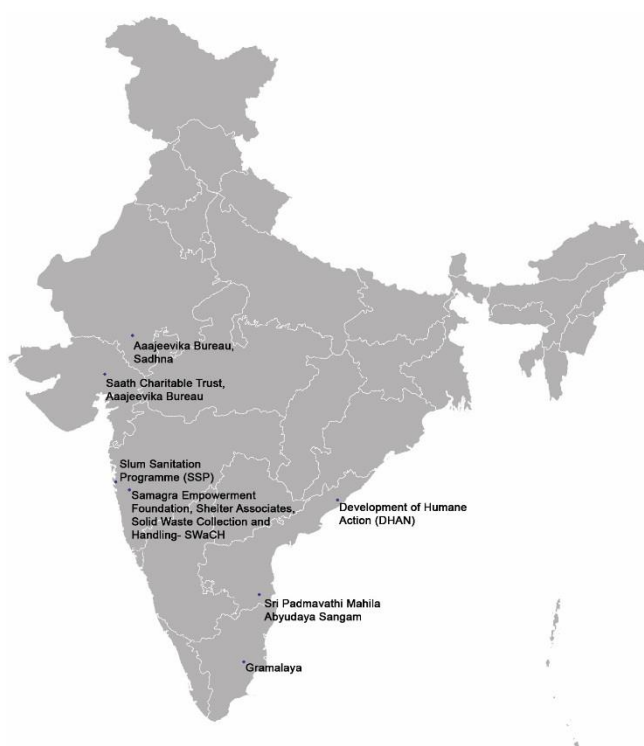 Aaajeevika Bureau,
Sadhna
Saath Charitable Trust,
Aaajeevika Bureau
Slum Sanitation
Programme (SSP)
Samagra Empowerment
Foundation, Shelter Associates,
Solid Waste Collection and
Handling- SWaCH
Development of Humane
Action (DHAN)
Sri Padmavathi Mahila
Abyudaya Sangam
Gramalaya